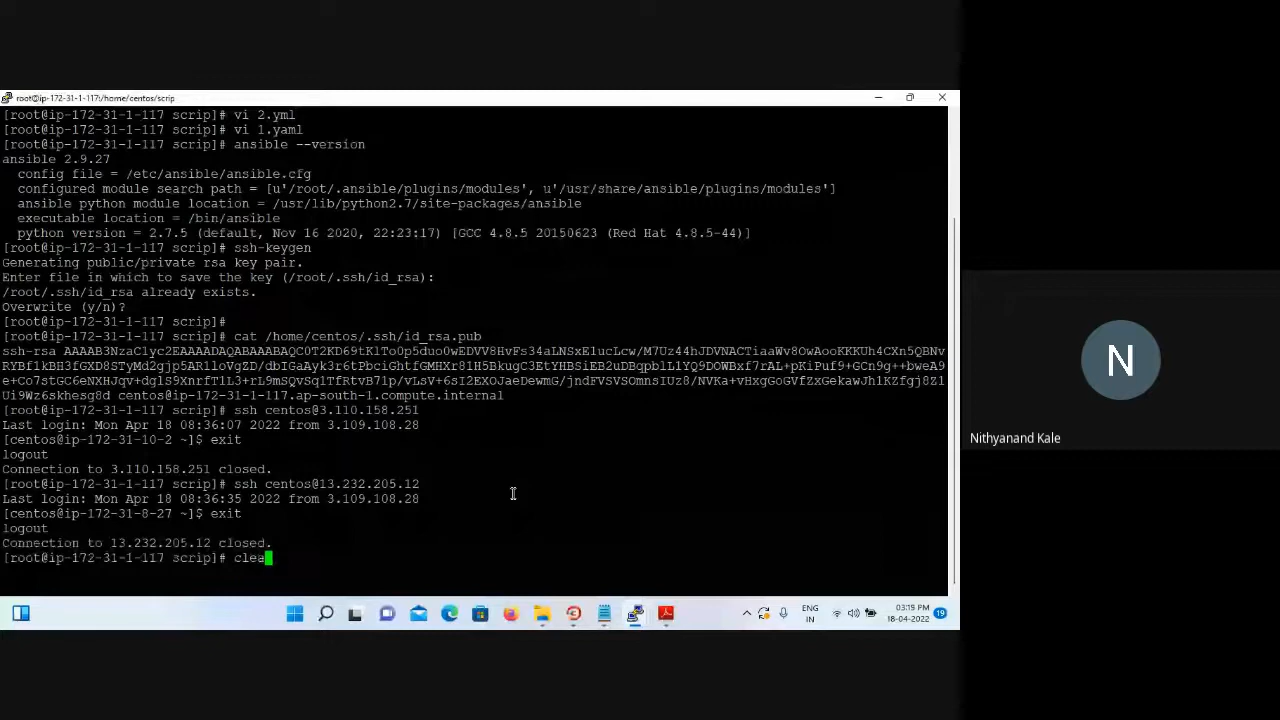 root@ip-172-31-1-117:/home/centos/scrip
[root@ip-172-31-1-117 scrip]# vi 2.yml
[root@ip-172-31-1-117 scrip]# vi 1.yaml
[root@ip-172-31-1-117 scrip]# ansible --version
ansible 2.9.27
config file = /etc/ansible/ansible.cfg
configured module search path = [u'/root/.ansible/plugins/modules', u'/usr/share/ansible/plugins/modules']
ansible python module location = /usr/lib/python2.7/site-packages/ansible
executable location = /bin/ansible
python version = 2.7.5 (default, Nov 16 2020, 22:23:17) [GCC 4.8.5 20150623 (Red Hat 4.8.5-44)]
[root@ip-172-31-1-117 scrip]# ssh-keygen
Generating public/private rsa key pair.
Enter file in which to save the key (/root/.ssh/id_rsa):
/root/.ssh/id_rsa already exists.
Overwrite (y/n)?
[root@ip-172-31-1-117 scrip]#
[root@ip-172-31-1-117 scrip]# cat /home/centos/.ssh/id_rsa.pub
ssh-rsa
centos@ip-172-31-1-117.ap-south-1.compute.internal
[root@ip-172-31-1-117 scrip]# ssh centos@3.110.158.251
Last login: Mon Apr 18 08:36:07 2022 from 3.109.108.28
[centos@ip-172-31-10-2 ~]$ exit
logout
Connection to 3.110.158.251 closed.
[root@ip-172-31-1-117 scrip]# ssh centos@13.232.205.12
Last login: Mon Apr 18 08:36:35 2022 from 3.109.108.28
[centos@ip-172-31-8-27 ~]$ exit
logout
Connection to 13.232.205.12 closed.
[root@ip-172-31-1-117 scrip]# clea
N
Nithyanand Kale
ENG
IN
03:19 PM
18-04-2022
19